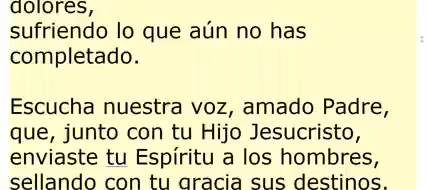 dolores,
sufriendo lo que aún no has
completado.
Escucha nuestra voz, amado Padre,
que, junto con tu Hijo Jesucristo,
enviaste tu Espíritu a los hombres,
sellando con tu gracia sus destinos.